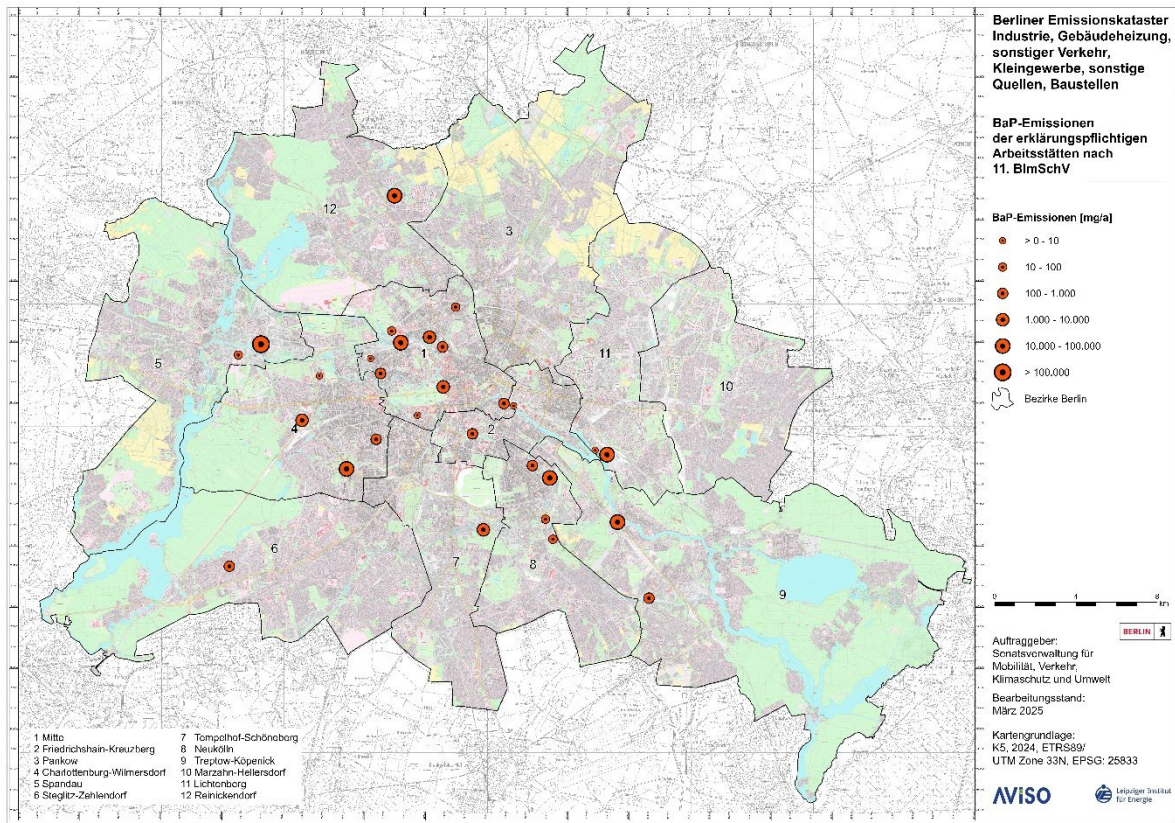 Berliner Emissionskataster
Industrie, Gebäudeheizung,
sonstiger Verkehr,
Kleingewerbe, sonstige
Quellen, Baustellen
BaP-Emissionen
der erklärungspflichtigen
Arbeitsstätten nach
11. BImSchV
BaP-Emissionen [mg/a]
> 0 - 10
10 - 100
100 - 1.000
1.000 - 10.000
10.000 - 100.000
> 100.000
Bezirke Berlin
12
3
5
1
11
10
4
2
6
7
8
9
0 4 8
km
BERLIN
Auftraggeber:
Senatsverwaltung für
Mobilität, Verkehr,
Klimaschutz und Umwelt
Bearbeitungsstand:
März 2025
Kartengrundlage:
K5, 2024, ETRS89/
UTM Zone 33N, EPSG: 25833
AVISO
Leipziger Institut
für Energie
1 Mitte
2 Friedrichshain-Kreuzberg
3 Pankow
4 Charlottenburg-Wilmersdorf
5 Spandau
6 Steglitz-Zehlendorf
7 Tempelhof-Schöneberg
8 Neukölln
9 Treptow-Köpenick
10 Marzahn-Hellersdorf
11 Lichtenberg
12 Reinickendorf